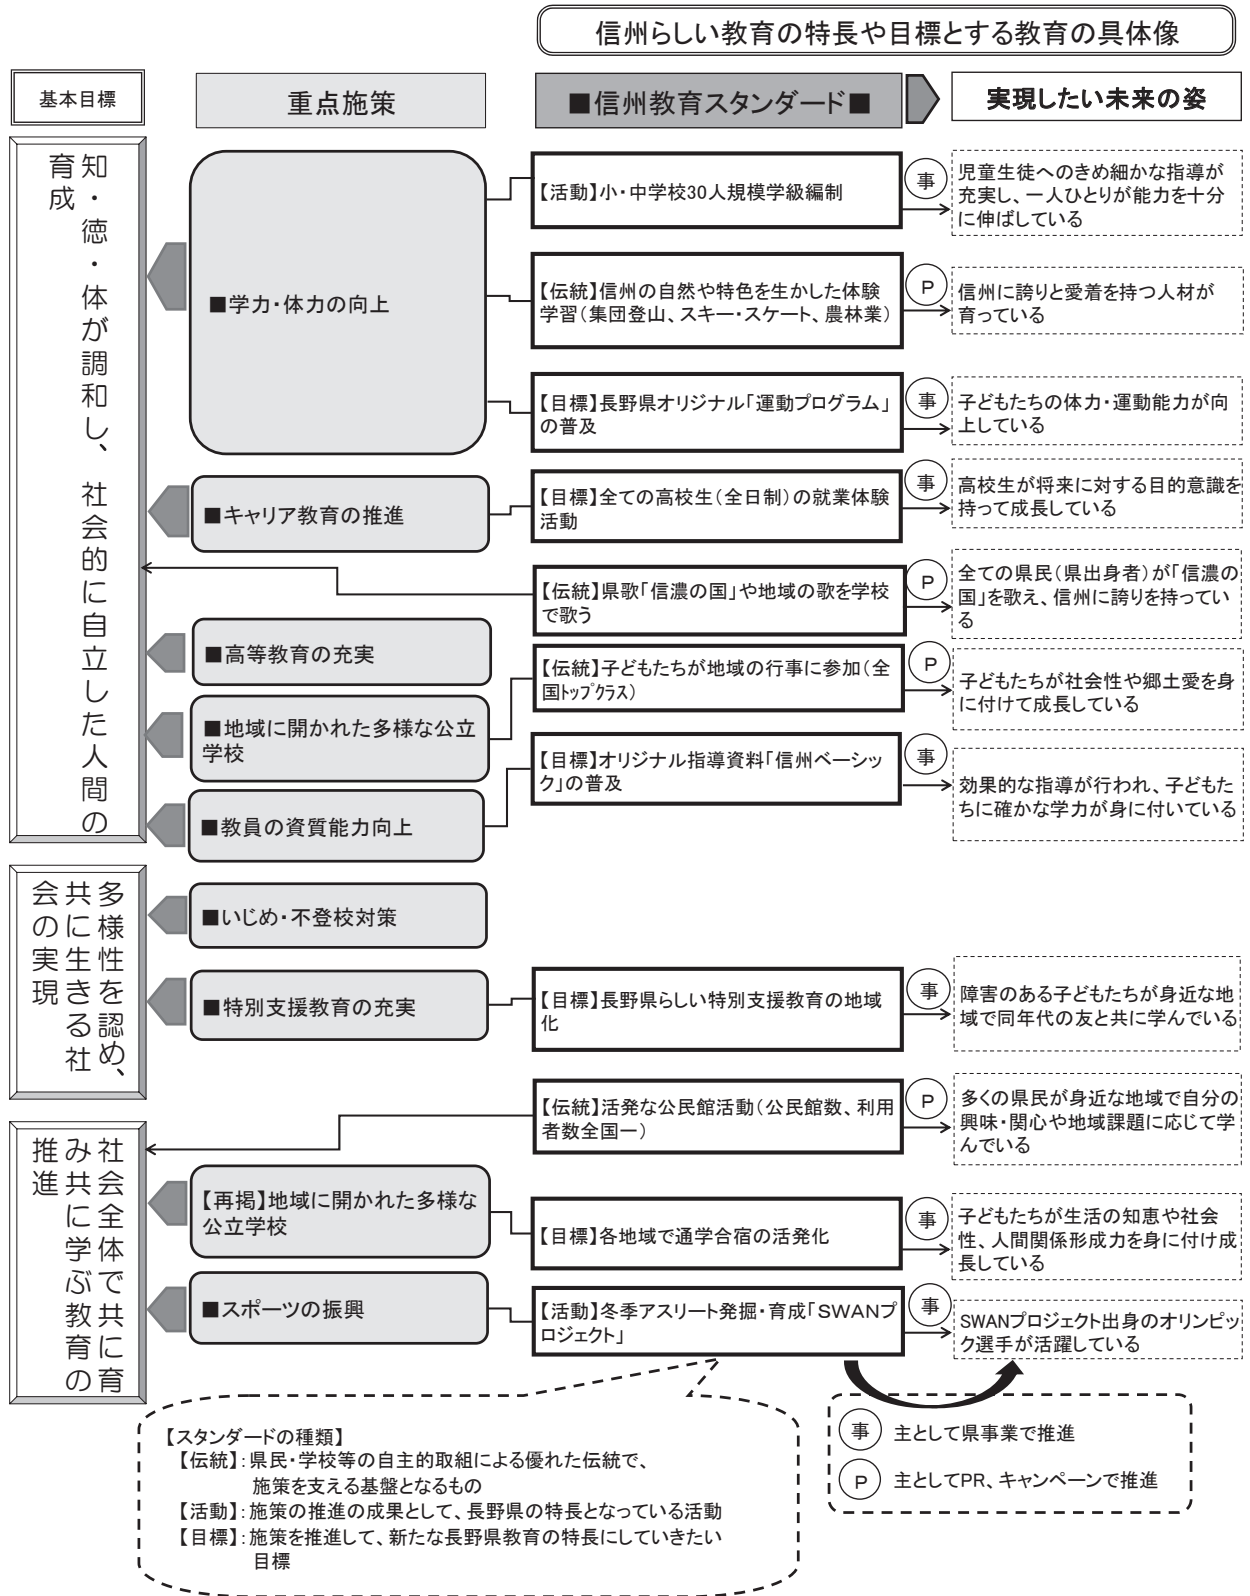 信州らしい教育の特長や目標とする教育の具体像
基本目標
重点施策
■信州教育スタンダード■
実現したい未来の姿
知・徳・体が調和し、社会的に自立した人間の
育成
■学力・体力の向上
【活動】小・中学校30人規模学級編制
事
児童生徒へのきめ細かな指導が
充実し、一人ひとりが能力を十分
に伸ばしている
【伝統】信州の自然や特色を生かした体験
学習(集団登山、スキー・スケート、農林業)
P
信州に誇りと愛着を持つ人材が
育っている
【目標】長野県オリジナル「運動プログラム」
の普及
事
子どもたちの体力・運動能力が向
上している
■キャリア教育の推進
【目標】全ての高校生(全日制)の就業体験
活動
事
高校生が将来に対する目的意識を
持って成長している
【伝統】県歌「信濃の国」や地域の歌を学校
で歌う
P
全ての県民(県出身者)が「信濃の
国」を歌え、信州に誇りを持ってい
る
■高等教育の充実
【伝統】子どもたちが地域の行事に参加(全
国トップクラス)
P
子どもたちが社会性や郷土愛を身
に付けて成長している
■地域に開かれた多様な公立
学校
【目標】オリジナル指導資料「信州ベーシッ
ク」の普及
事
効果的な指導が行われ、子どもた
ちに確かな学力が身に付いている
■教員の資質能力向上
多様性を認め、
共に生きる社
会の実現
■いじめ・不登校対策
■特別支援教育の充実
【目標】長野県らしい特別支援教育の地域
化
事
障害のある子どもたちが身近な地
域で同年代の友と共に学んでいる
社会全体で共に育
み共に学ぶ教育の
推進
【伝統】活発な公民館活動(公民館数、利用
者数全国一)
P
多くの県民が身近な地域で自分の
興味・関心や地域課題に応じて学
んでいる
【再掲】地域に開かれた多様な
公立学校
【目標】各地域で通学合宿の活発化
事
子どもたちが生活の知恵や社会
性、人間関係形成力を身に付け成
長している
■スポーツの振興
【活動】冬季アスリート発掘・育成「SWANプ
ロジェクト」
事
SWANプロジェクト出身のオリンピッ
ク選手が活躍している
【スタンダードの種類】
【伝統】:県民・学校等の自主的取組による優れた伝統で、
施策を支える基盤となるもの
【活動】:施策の推進の成果として、長野県の特長となっている活動
【目標】:施策を推進して、新たな長野県教育の特長にしていきたい
目標
事 主として県事業で推進
P 主としてPR、キャンペーンで推進